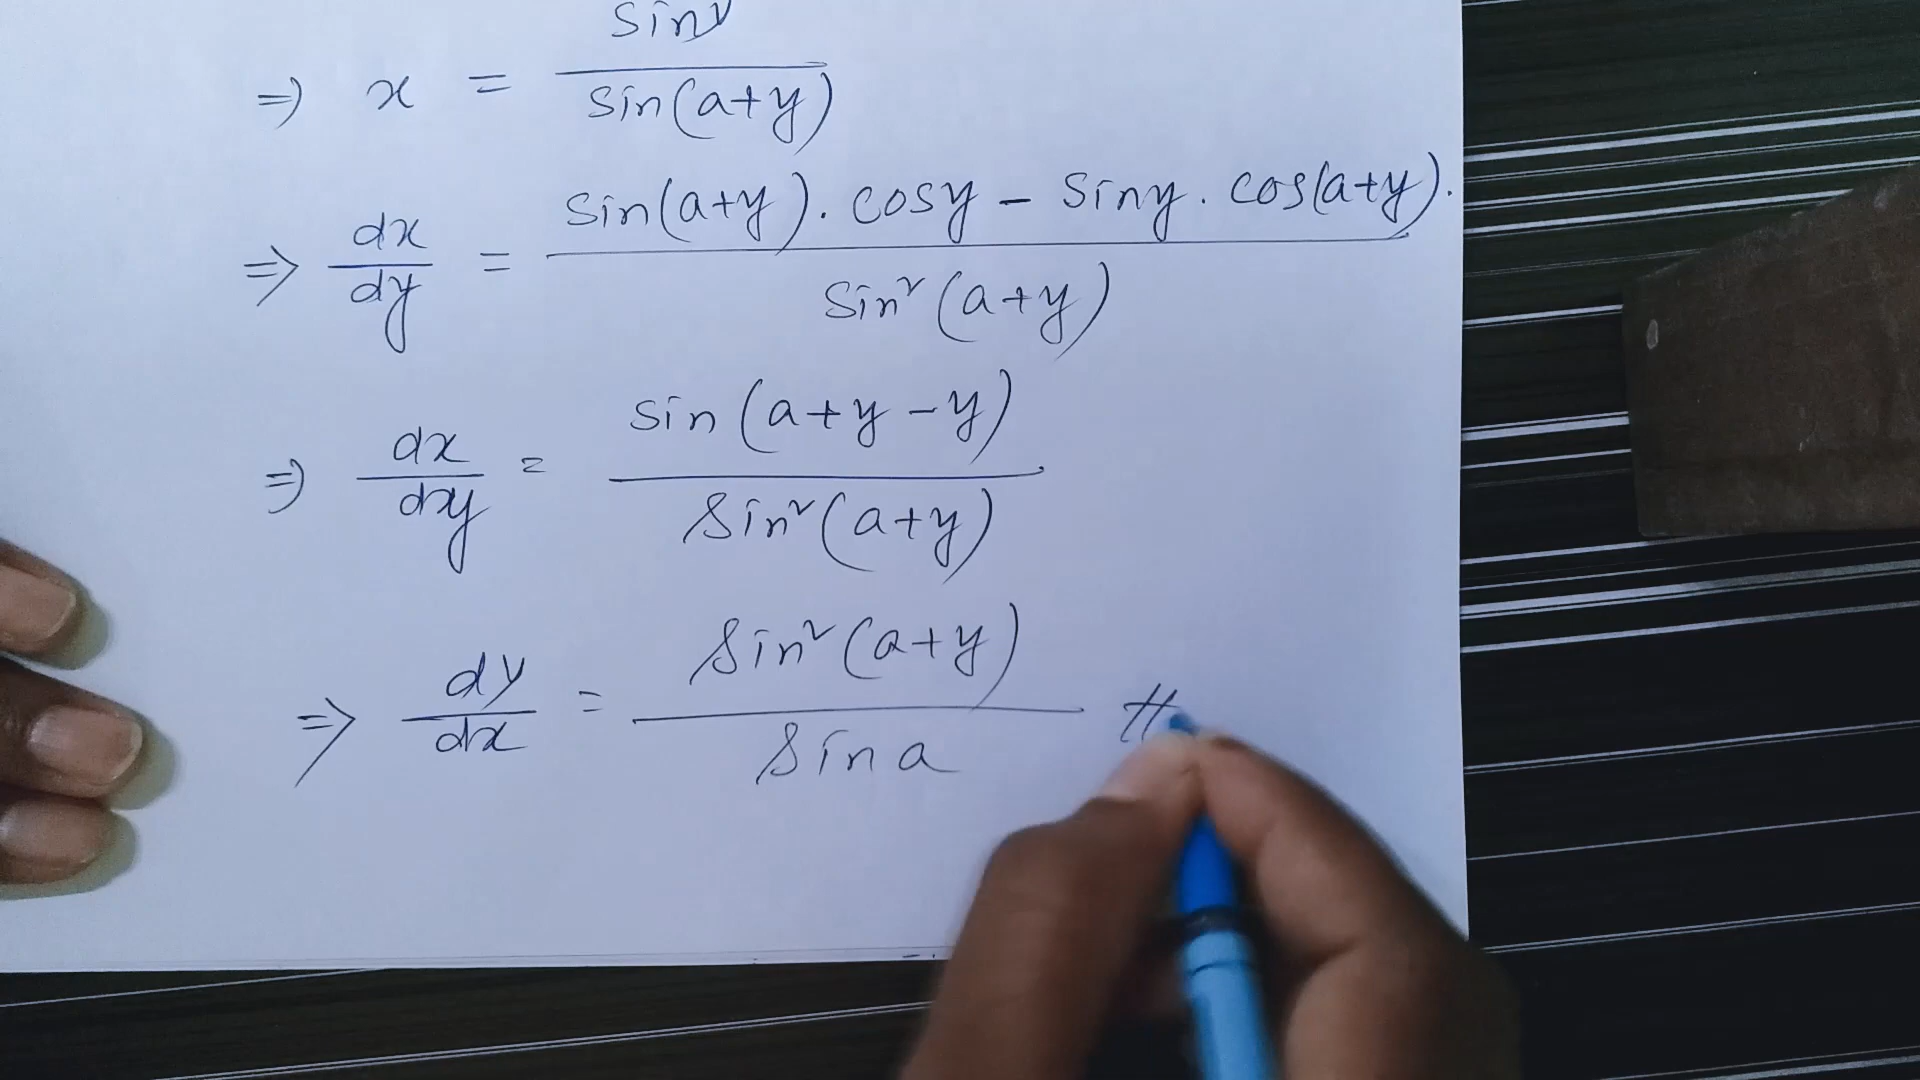 ⇒ x = siny / sin(a+y)
⇒ dx/dy = sin(a+y). cosy - siny. cos(a+y). / sin²(a+y)
⇒ dx/dy = sin(a+y-y) / sin²(a+y)
⇒ dy/dx = sin²(a+y) / sina #